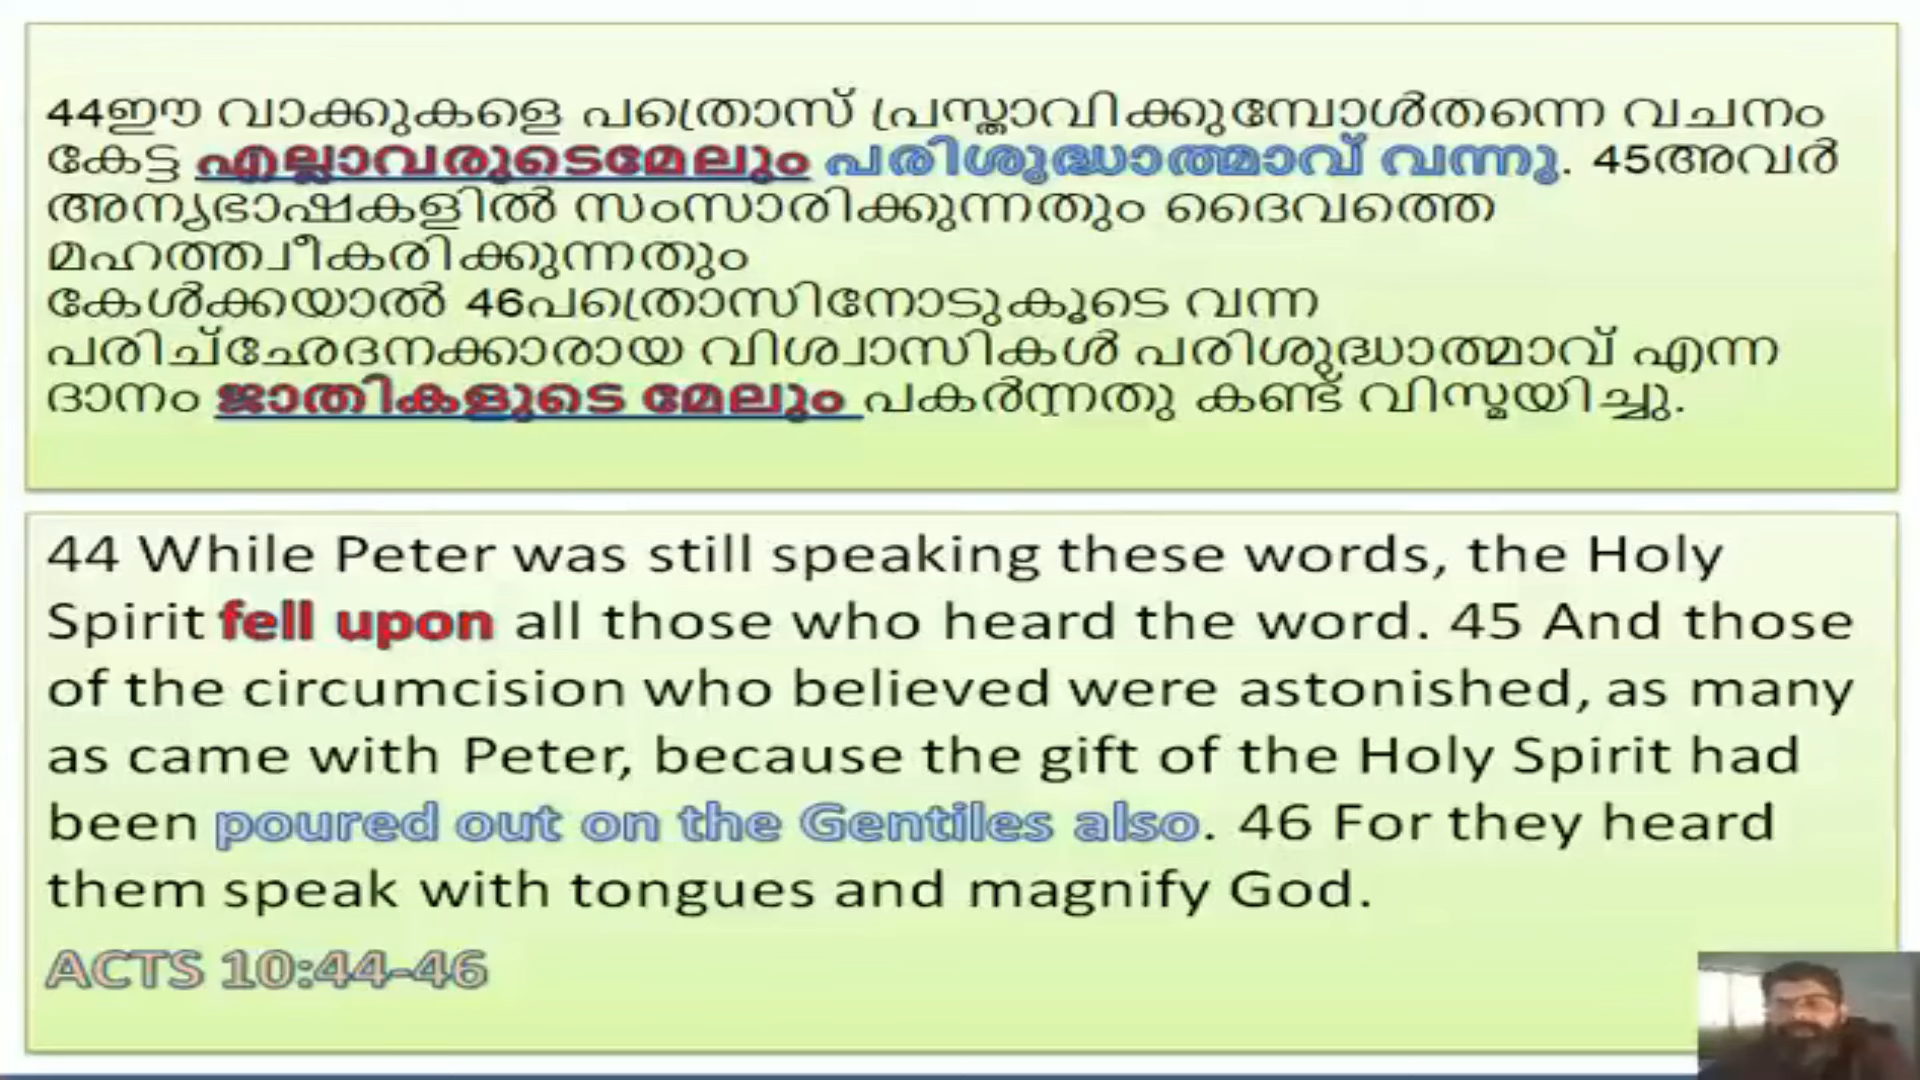 44ഈ വാക്കുകളെ പത്രൊസ് പ്രസ്താവിക്കുമ്പോൾതന്നെ വചനം
കേട്ട എല്ലാവരുടെമേലും പരിശുദ്ധാത്മാവ് വന്നു. 45അവർ
അന്യഭാഷകളിൽ സംസാരിക്കുന്നതും ദൈവത്തെ
മഹത്ത്വീകരിക്കുന്നതും
കേൾക്കയാൽ 46പത്രൊസിനോടുകൂടെ വന്ന
പരിച്ഛേദനക്കാരായ വിശ്വാസികൾ പരിശുദ്ധാത്മാവ് എന്ന
ദാനം ജാതികളുടെ മേലും പകർന്നതു കണ്ട് വിസ്മയിച്ചു.
44 While Peter was still speaking these words, the Holy
Spirit fell upon all those who heard the word. 45 And those
of the circumcision who believed were astonished, as many
as came with Peter, because the gift of the Holy Spirit had
been poured out on the Gentiles also. 46 For they heard
them speak with tongues and magnify God.
ACTS 10:44-46